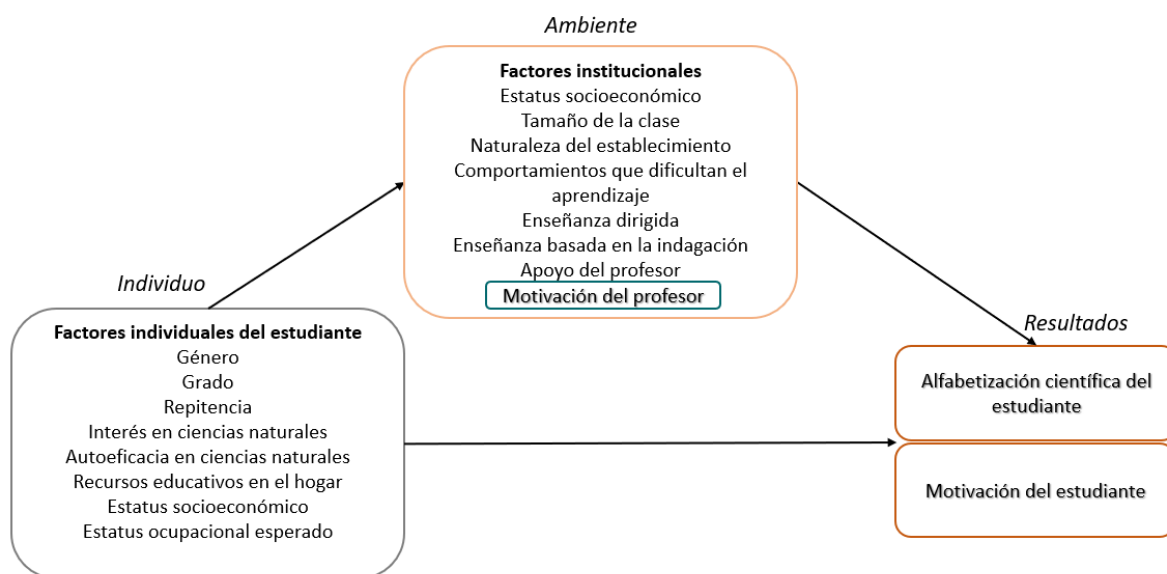 Ambiente
Factores institucionales
Estatus socioeconómico
Tamaño de la clase
Naturaleza del establecimiento
Comportamientos que dificultan el
aprendizaje
Enseñanza dirigida
Enseñanza basada en la indagación
Apoyo del profesor
Motivación del profesor
Individuo
Factores individuales del estudiante
Género
Grado
Repitencia
Interés en ciencias naturales
Autoeficacia en ciencias naturales
Recursos educativos en el hogar
Estatus socioeconómico
Estatus ocupacional esperado
Resultados
Alfabetización científica del
estudiante
Motivación del estudiante